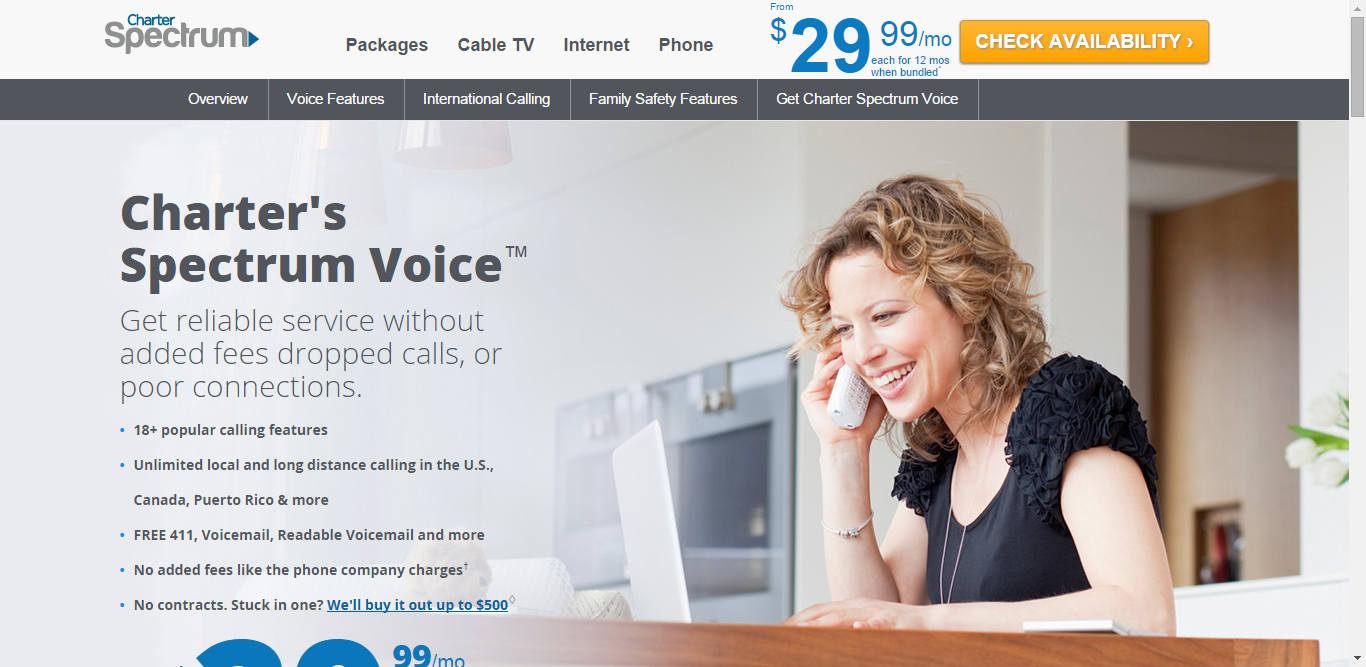 Charter
Spectrum
Packages Cable TV Internet Phone
From
$29 99/mo
each for 12 mos
when bundled^
CHECK AVAILABILITY ›
Overview Voice Features International Calling Family Safety Features Get Charter Spectrum Voice
Charter's
Spectrum Voice™
Get reliable service without
added fees dropped calls, or
poor connections.
• 18+ popular calling features
• Unlimited local and long distance calling in the U.S.,
Canada, Puerto Rico & more
• FREE 411, Voicemail, Readable Voicemail and more
• No added fees like the phone company charges†
• No contracts. Stuck in one? We'll buy it out up to $500◊
99/mo